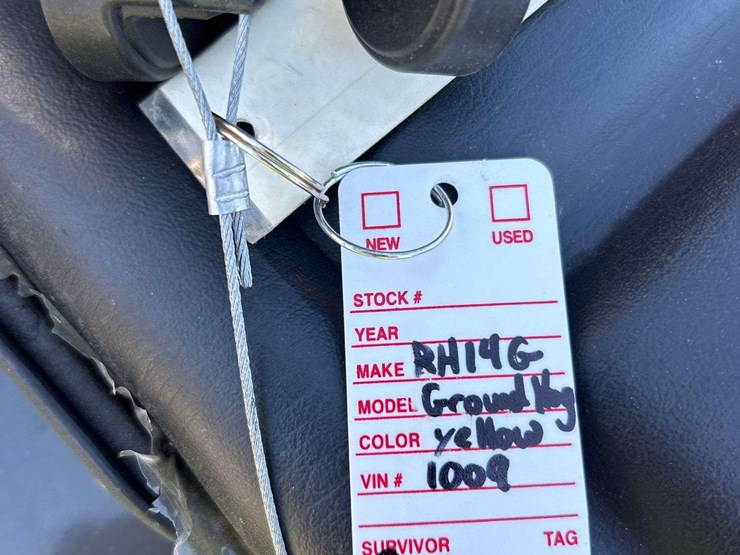 NEW USED
STOCK #
YEAR
MAKE RH14G
MODEL Ground Hog
COLOR yellow
VIN # 1009
SURVIVOR TAG